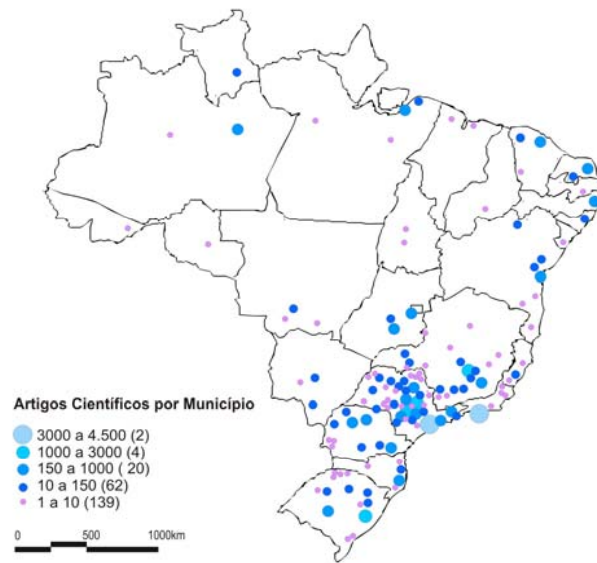 Artigos Científicos por Município
3000 a 4.500 (2)
1000 a 3000 (4)
150 a 1000 ( 20)
10 a 150 (62)
1 a 10 (139)
0 500 1000km